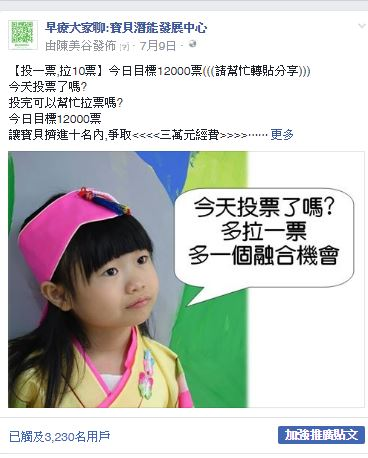 早療大家聊:寶貝潛能發展中心
由陳美谷發佈 [?] · 7月9日 ·
【投一票,拉10票】今日目標12000票(((請幫忙轉貼分享)))
今天投票了嗎?
投完可以幫忙拉票嗎?
今日目標12000票
讓寶貝擠進十名內,爭取<<<<三萬元經費>>>>…… 更多
今天投票了嗎?
多拉一票
多一個融合機會
已觸及3,230名用戶
加強推廣貼文